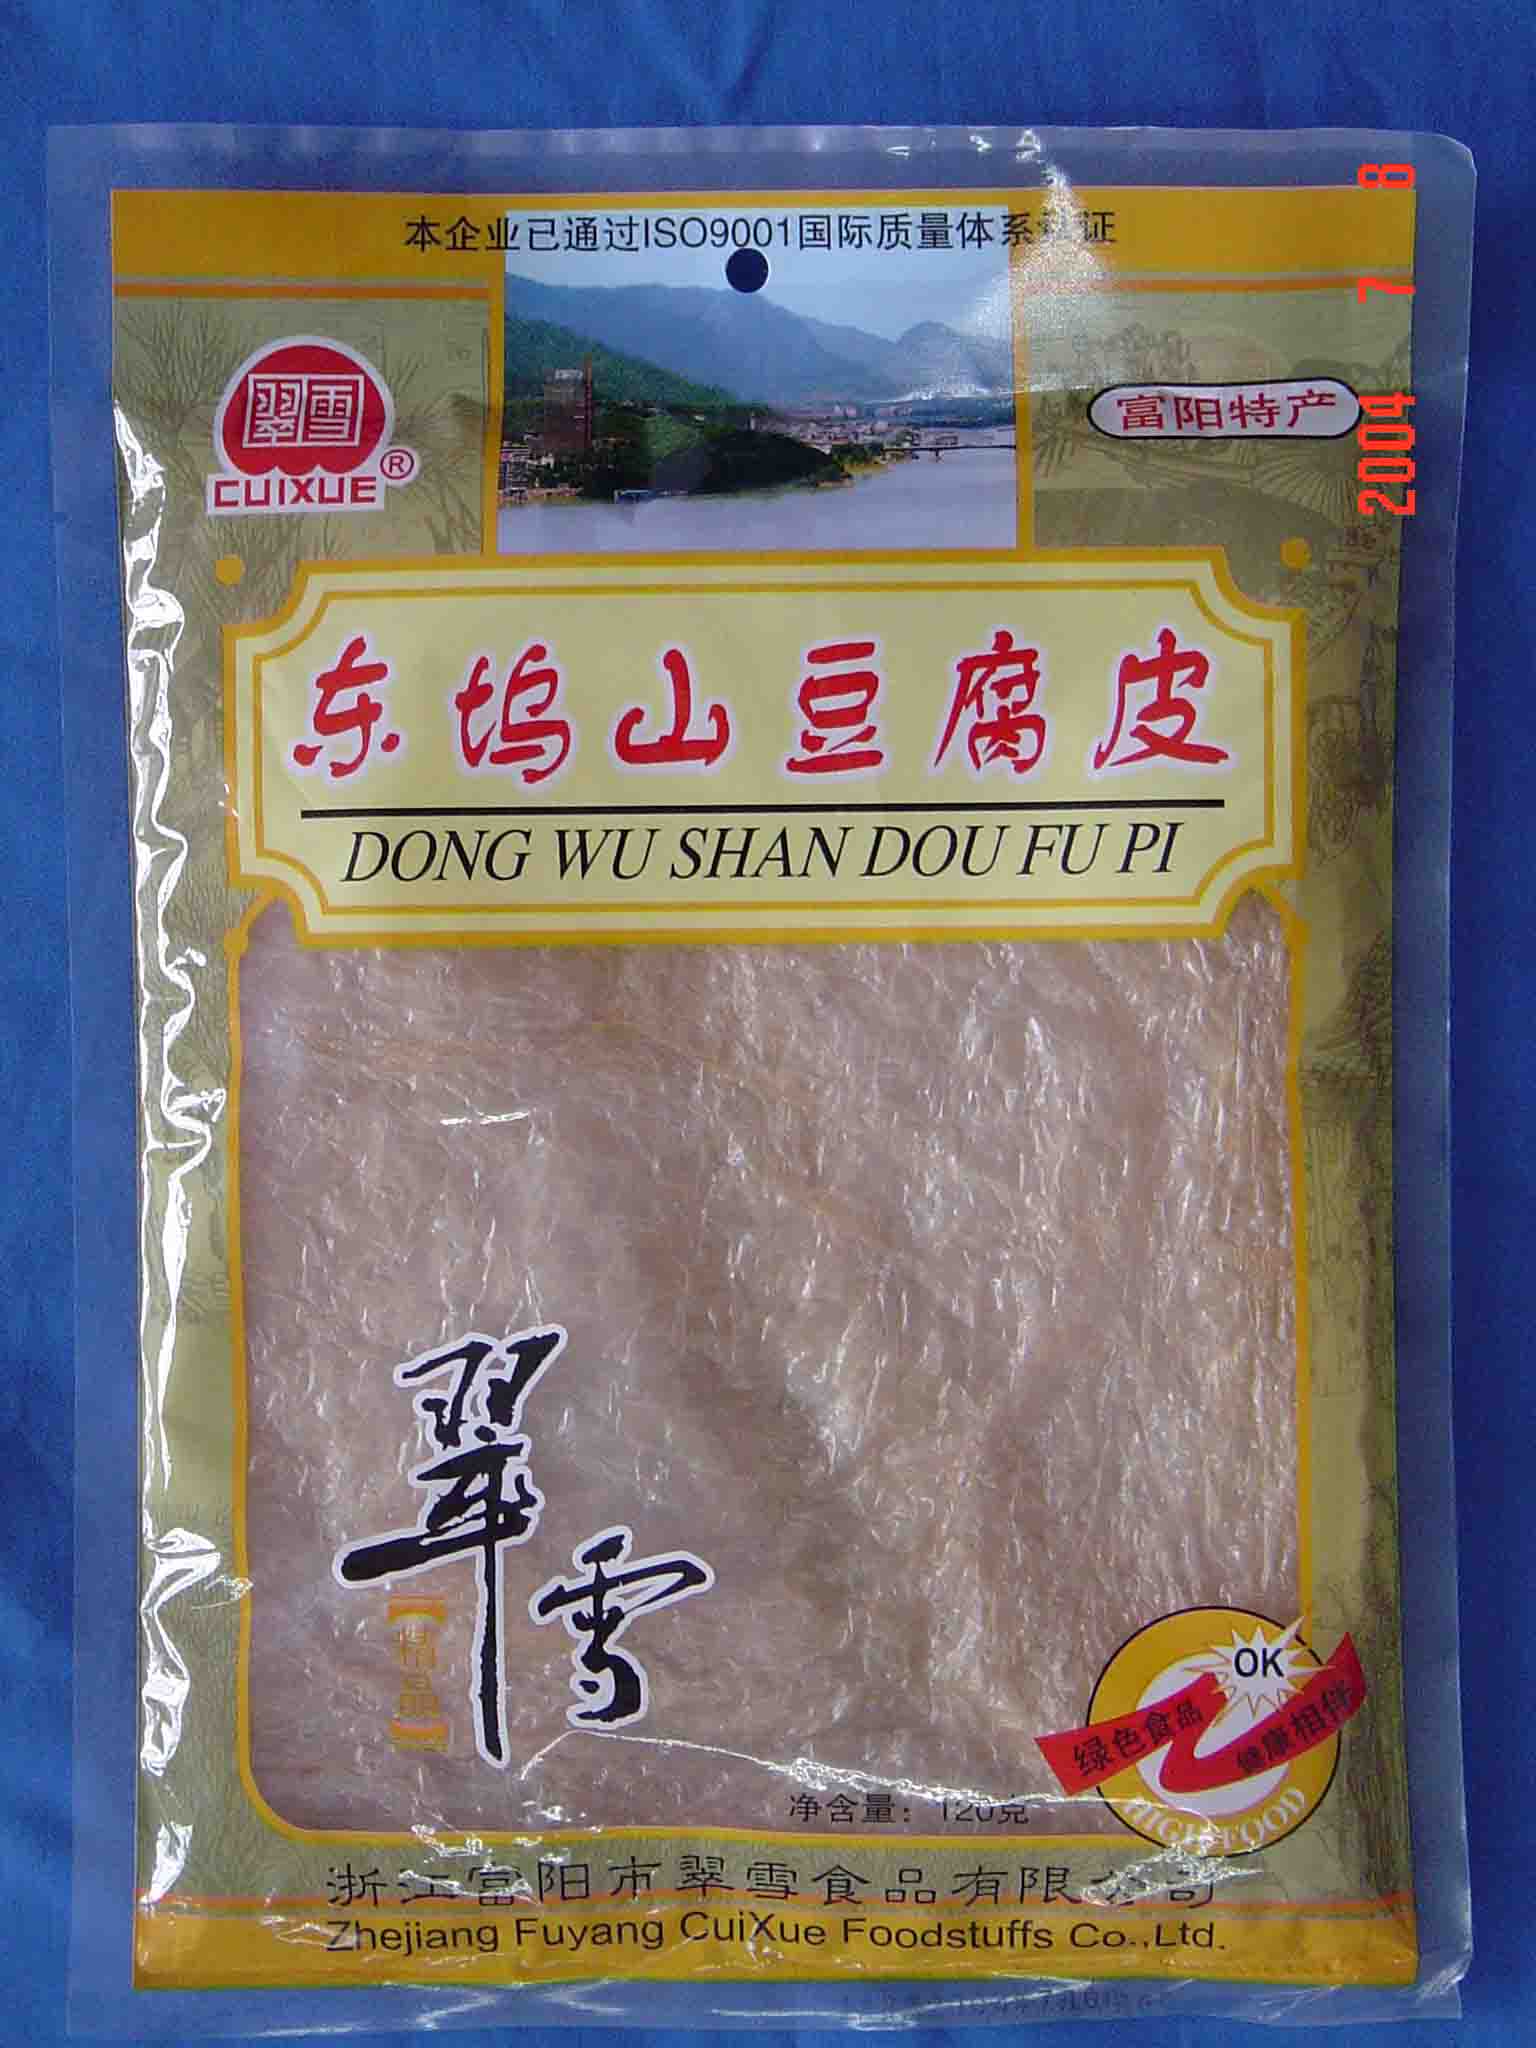 本企业已通过ISO9001国际质量体系认证
翠雪
CUIXUE®
富阳特产
2004 7 8
东坞山豆腐皮
DONG WU SHAN DOU FU PI
翠雪
【精品】
OK
绿色食品 健康相伴
HIGH FOOD
净含量：120克
浙江富阳市翠雪食品有限公司
Zhejiang Fuyang CuiXue Foodstuffs Co.,Ltd.